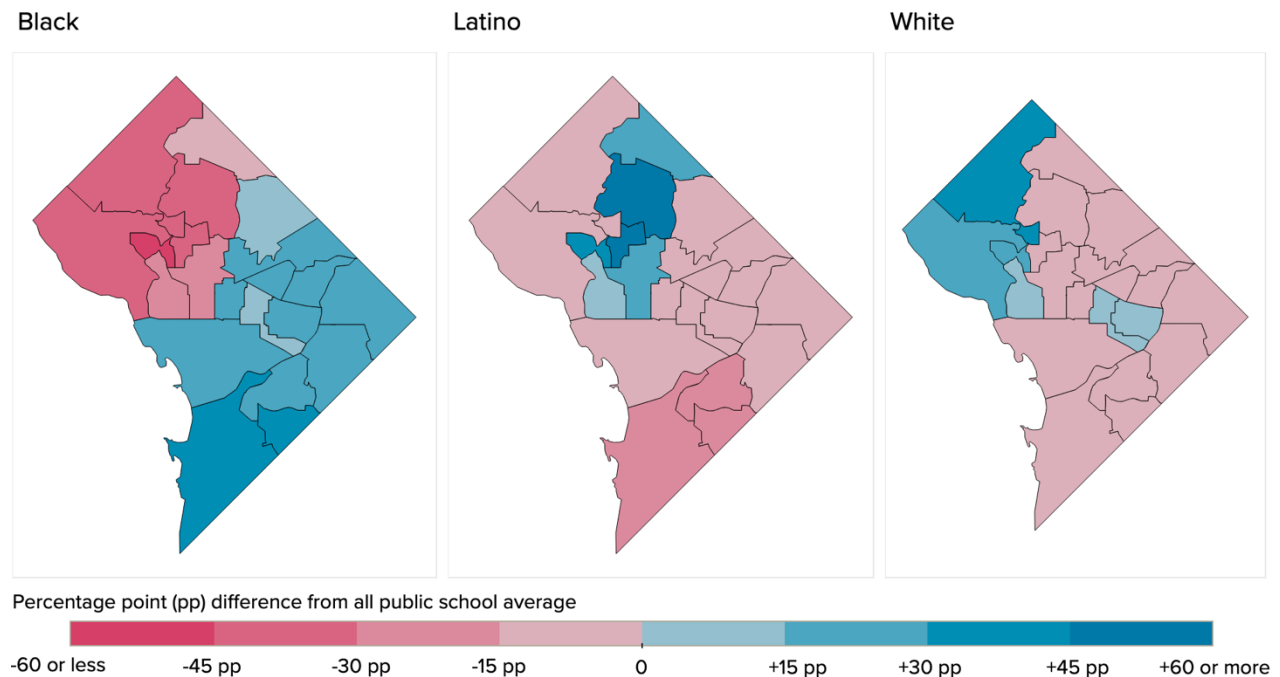 Black
Latino
White
Percentage point (pp) difference from all public school average
-60 or less -45 pp -30 pp -15 pp 0 +15 pp +30 pp +45 pp +60 or more